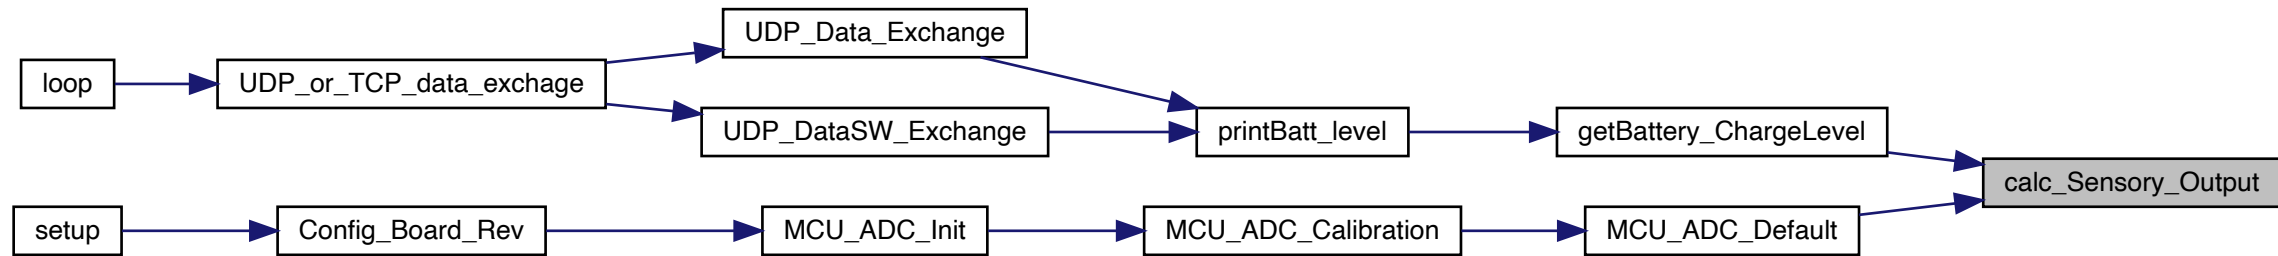 UDP_Data_Exchange
loop
UDP_or_TCP_data_exchage
UDP_DataSW_Exchange
printBatt_level
getBattery_ChargeLevel
calc_Sensory_Output
setup
Config_Board_Rev
MCU_ADC_Init
MCU_ADC_Calibration
MCU_ADC_Default